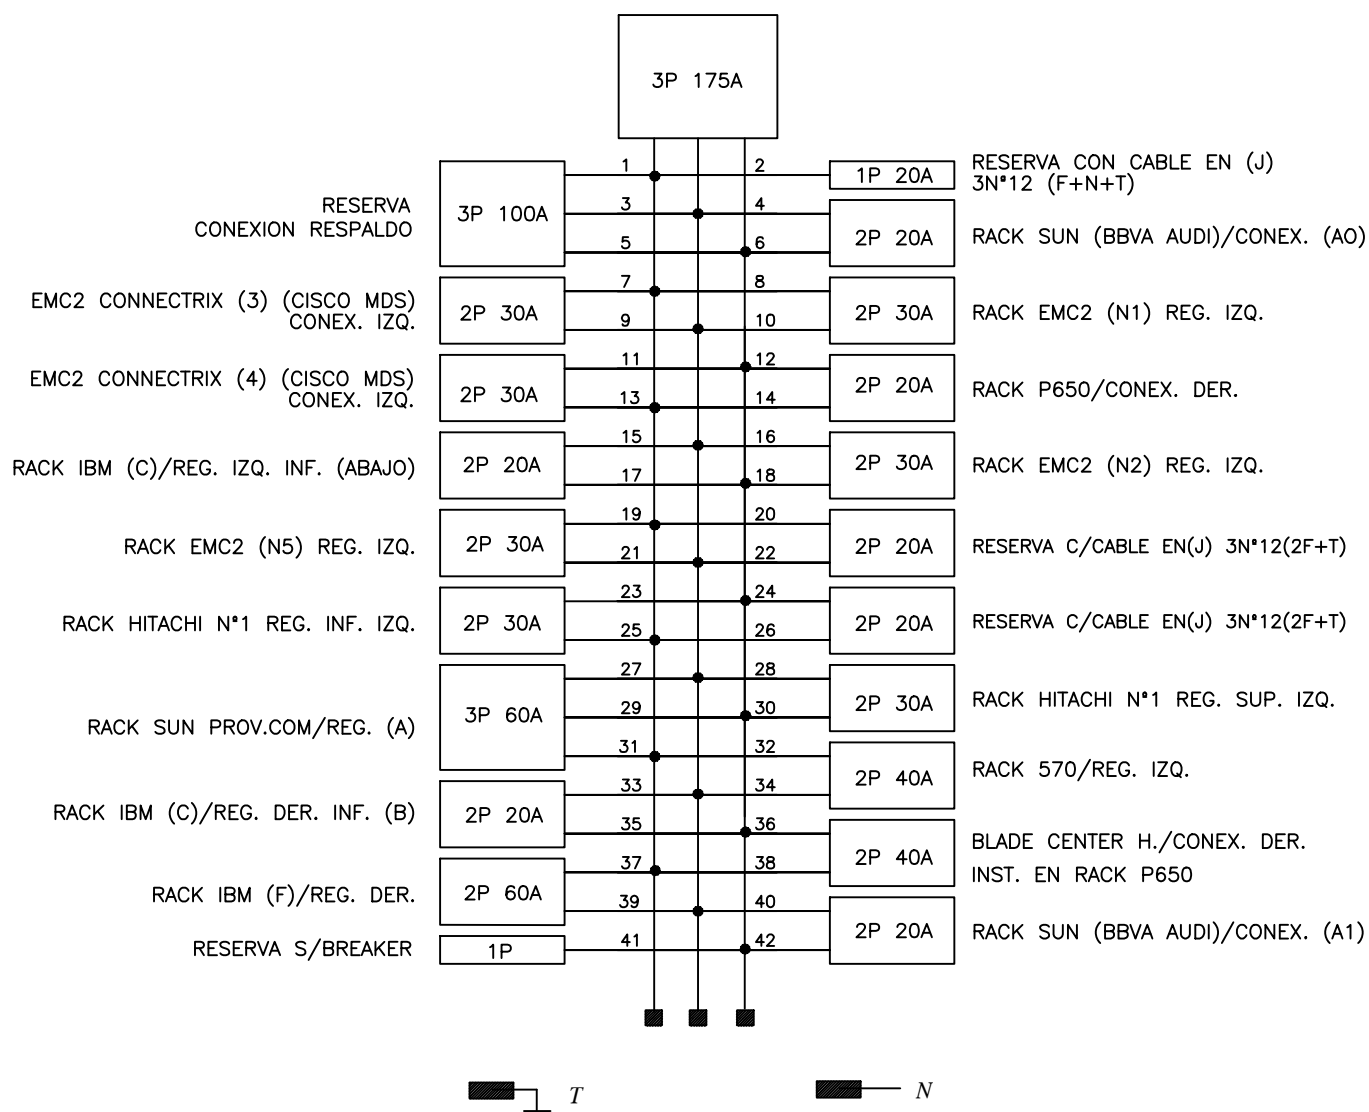 3P 175A
1 2
1P 20A
RESERVA CON CABLE EN (J)
3Nº12 (F+N+T)
RESERVA
CONEXION RESPALDO
3P 100A
3 4
5 6
2P 20A
RACK SUN (BBVA AUDI)/CONEX. (AO)
EMC2 CONNECTRIX (3) (CISCO MDS)
CONEX. IZQ.
2P 30A
7 8
9 10
2P 30A
RACK EMC2 (N1) REG. IZQ.
EMC2 CONNECTRIX (4) (CISCO MDS)
CONEX. IZQ.
2P 30A
11 12
13 14
2P 20A
RACK P650/CONEX. DER.
RACK IBM (C)/REG. IZQ. INF. (ABAJO)
2P 20A
15 16
17 18
2P 30A
RACK EMC2 (N2) REG. IZQ.
RACK EMC2 (N5) REG. IZQ.
2P 30A
19 20
21 22
2P 20A
RESERVA C/CABLE EN(J) 3Nº12(2F+T)
RACK HITACHI Nº1 REG. INF. IZQ.
2P 30A
23 24
25 26
2P 20A
RESERVA C/CABLE EN(J) 3Nº12(2F+T)
RACK SUN PROV.COM/REG. (A)
3P 60A
27 28
29 30
2P 30A
RACK HITACHI Nº1 REG. SUP. IZQ.
31 32
33 34
2P 40A
RACK 570/REG. IZQ.
RACK IBM (C)/REG. DER. INF. (B)
2P 20A
35 36
37 38
2P 40A
BLADE CENTER H./CONEX. DER.
INST. EN RACK P650
RACK IBM (F)/REG. DER.
2P 60A
39 40
41 42
2P 20A
RACK SUN (BBVA AUDI)/CONEX. (A1)
RESERVA S/BREAKER
1P
T
N